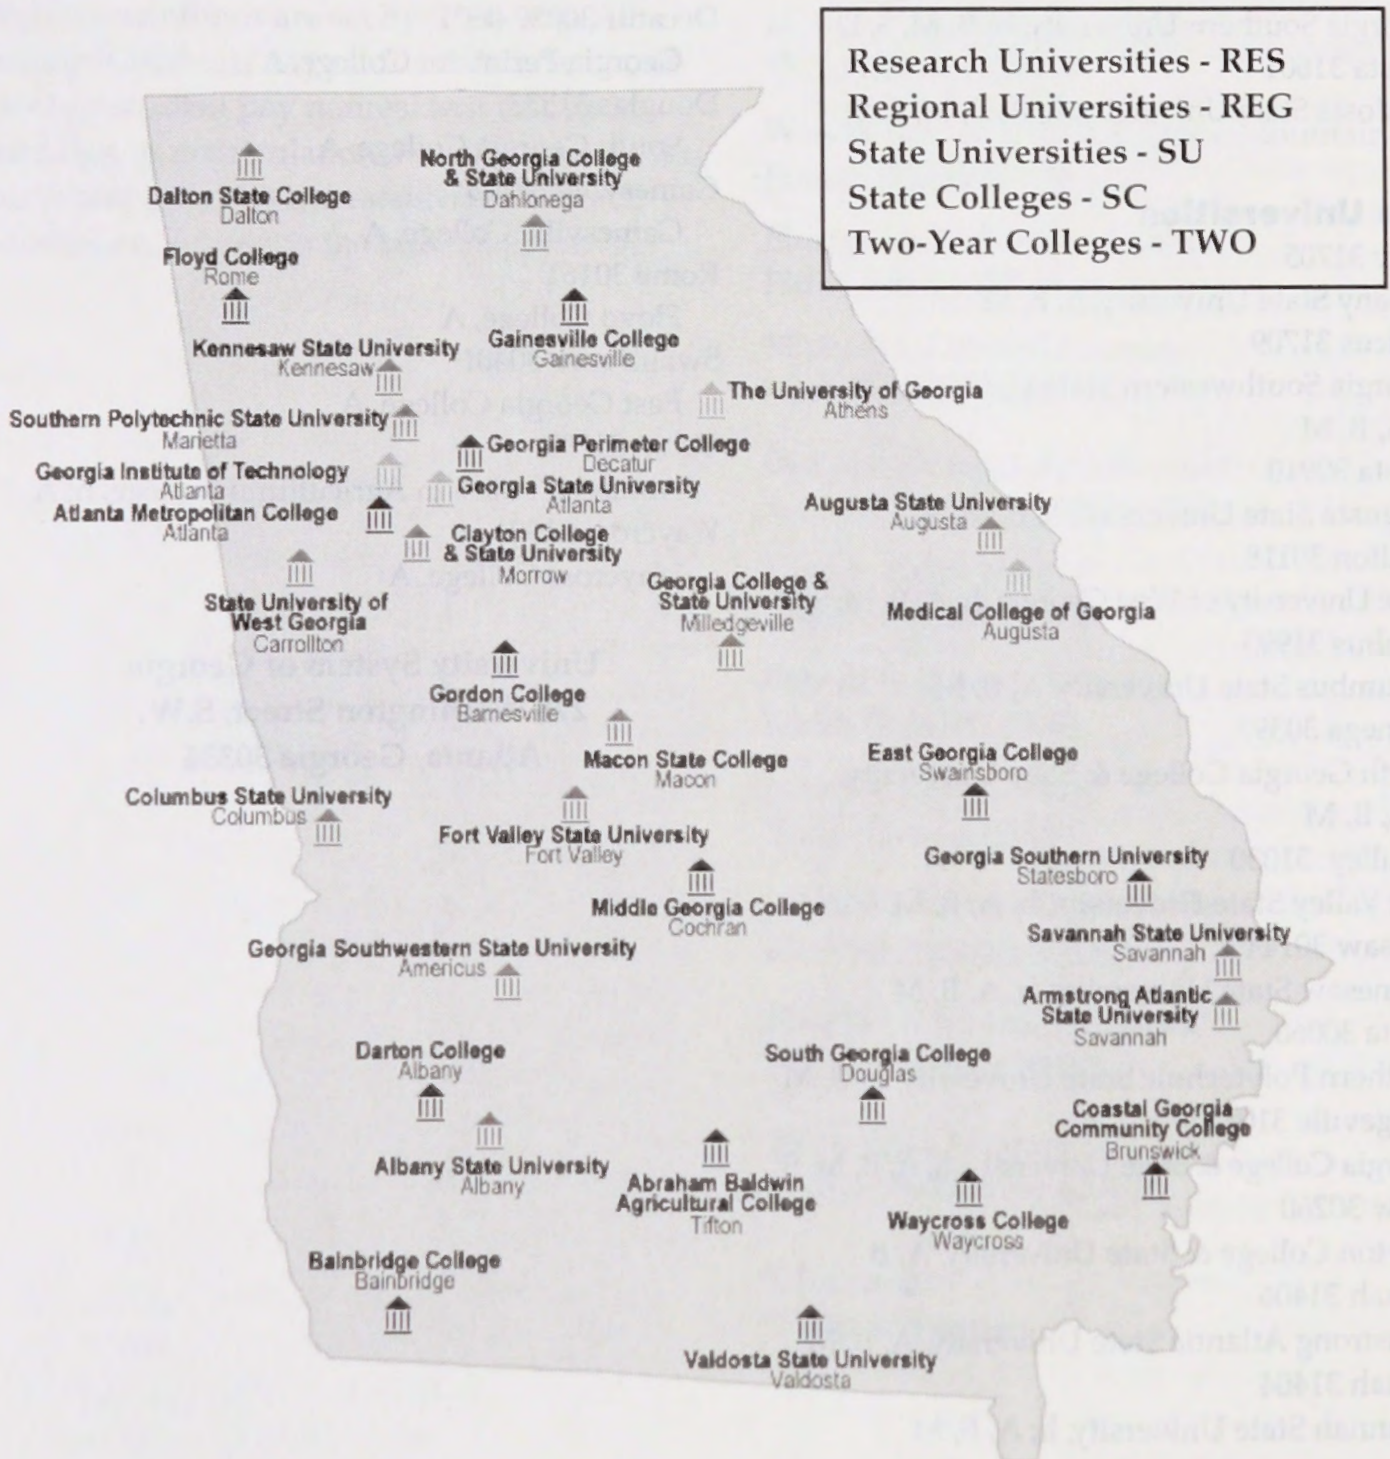 Research Universities - RES
Regional Universities - REG
State Universities - SU
State Colleges - SC
Two-Year Colleges - TWO
Dalton State College
Dalton
North Georgia College
& State University
Dahlonega
Floyd College
Rome
Kennesaw State University
Kennesaw
Gainesville College
Gainesville
The University of Georgia
Athens
Southern Polytechnic State University
Marietta
Georgia Perimeter College
Decatur
Georgia Institute of Technology
Atlanta
Georgia State University
Atlanta
Atlanta Metropolitan College
Atlanta
Augusta State University
Augusta
Clayton College
& State University
Morrow
State University of
West Georgia
Carrollton
Georgia College &
State University
Milledgeville
Medical College of Georgia
Augusta
Gordon College
Barnesville
Macon State College
Macon
East Georgia College
Swainsboro
Columbus State University
Columbus
Fort Valley State University
Fort Valley
Georgia Southern University
Statesboro
Middle Georgia College
Cochran
Savannah State University
Savannah
Georgia Southwestern State University
Americus
Armstrong Atlantic
State University
Savannah
Darton College
Albany
South Georgia College
Douglas
Coastal Georgia
Community College
Brunswick
Albany State University
Albany
Abraham Baldwin
Agricultural College
Tifton
Waycross College
Waycross
Bainbridge College
Bainbridge
Valdosta State University
Valdosta